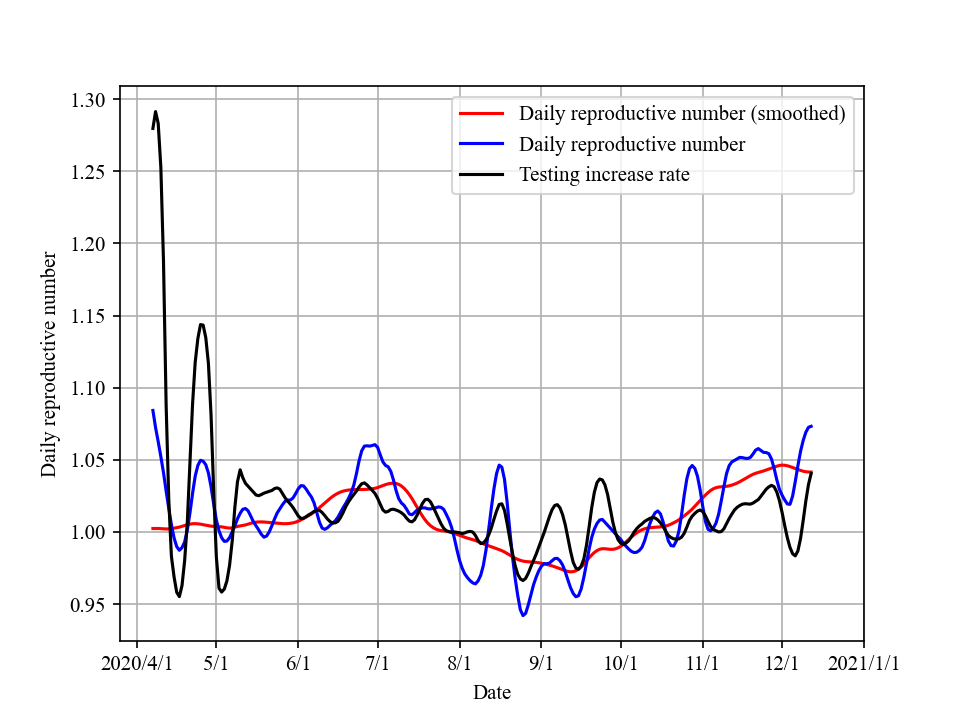 Daily reproductive number (smoothed)
Daily reproductive number
Testing increase rate
Daily reproductive number
1.30
1.25
1.20
1.15
1.10
1.05
1.00
0.95
2020/4/1 5/1 6/1 7/1 8/1 9/1 10/1 11/1 12/1 2021/1/1
Date